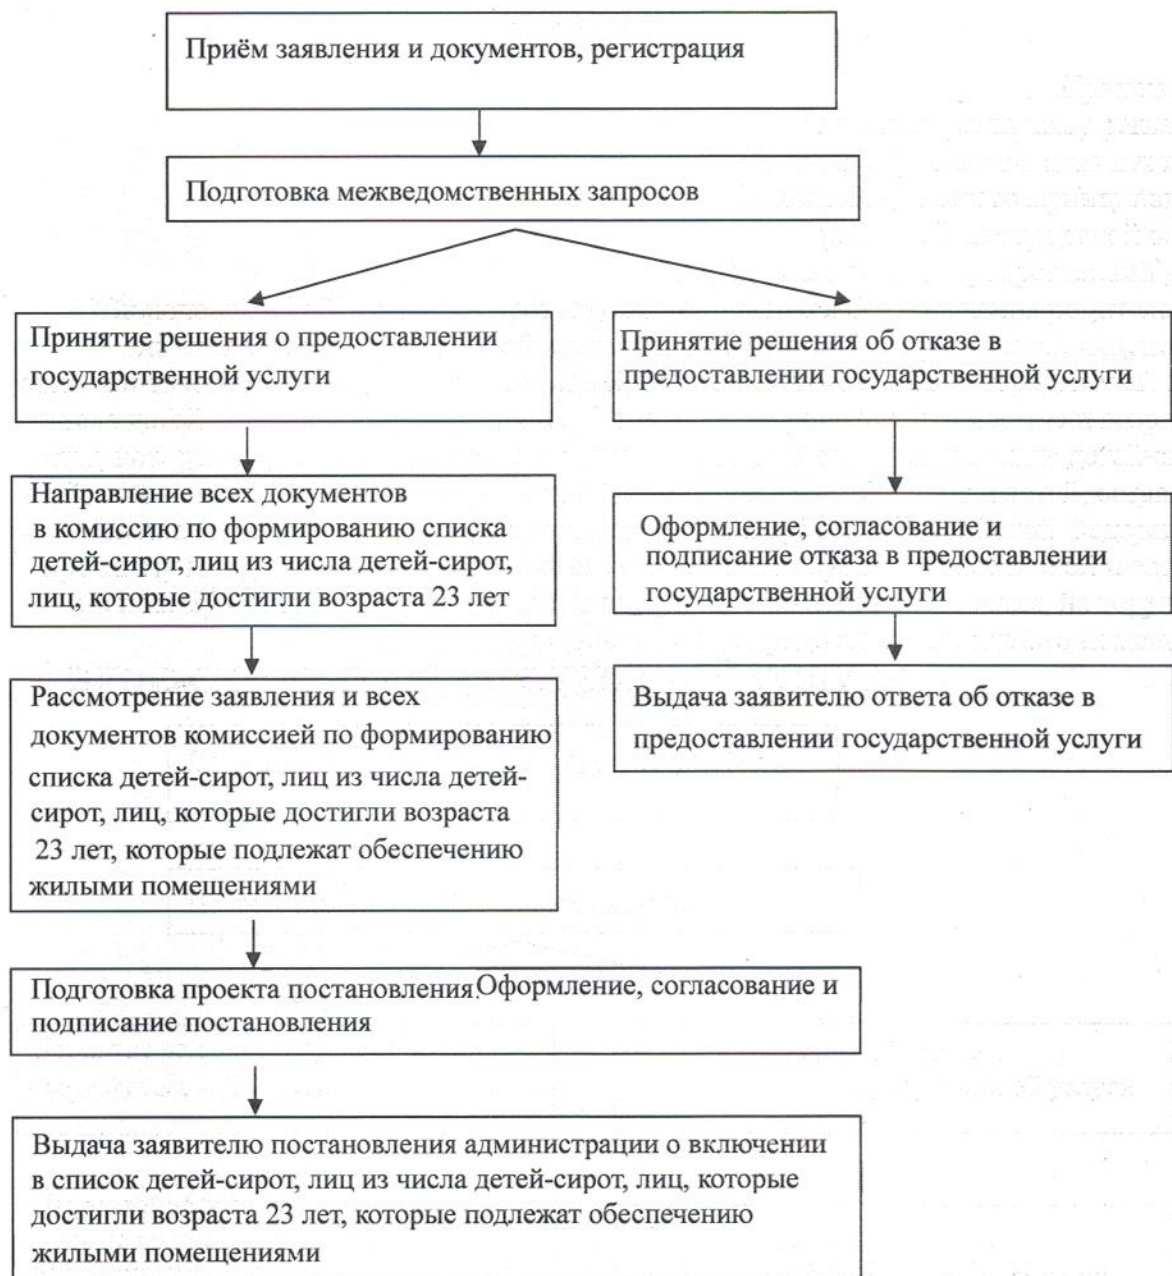 Приём заявления и документов, регистрация
Подготовка межведомственных запросов
Принятие решения о предоставлении
государственной услуги
Принятие решения об отказе в
предоставлении государственной услуги
Направление всех документов
в комиссию по формированию списка
детей-сирот, лиц из числа детей-сирот,
лиц, которые достигли возраста 23 лет
Оформление, согласование и
подписание отказа в предоставлении
государственной услуги
Рассмотрение заявления и всех
документов комиссией по формированию
списка детей-сирот, лиц из числа детей-
сирот, лиц, которые достигли возраста
23 лет, которые подлежат обеспечению
жилыми помещениями
Выдача заявителю ответа об отказе в
предоставлении государственной услуги
Подготовка проекта постановления. Оформление, согласование и
подписание постановления
Выдача заявителю постановления администрации о включении
в список детей-сирот, лиц из числа детей-сирот, лиц, которые
достигли возраста 23 лет, которые подлежат обеспечению
жилыми помещениями